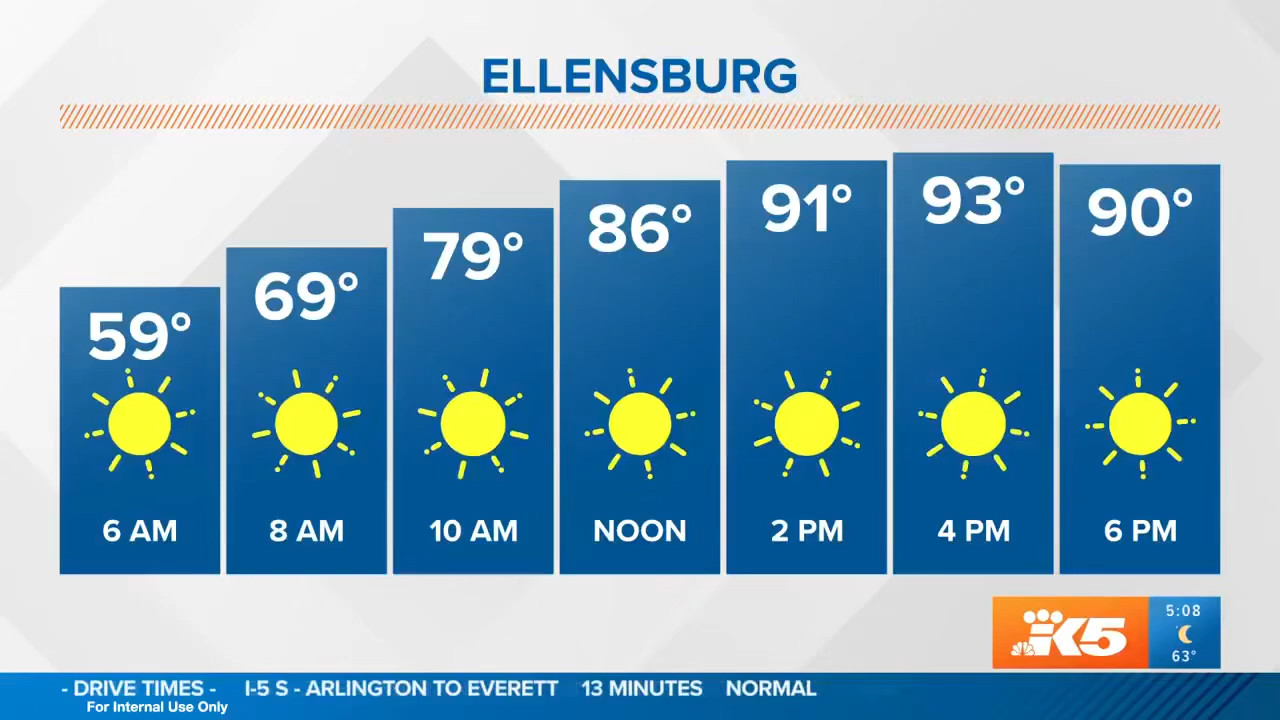 ELLENSBURG
59° 69° 79° 86° 91° 93° 90°
6 AM 8 AM 10 AM NOON 2 PM 4 PM 6 PM
K5 5:08
63°
- DRIVE TIMES - I-5 S - ARLINGTON TO EVERETT 13 MINUTES NORMAL
For Internal Use Only